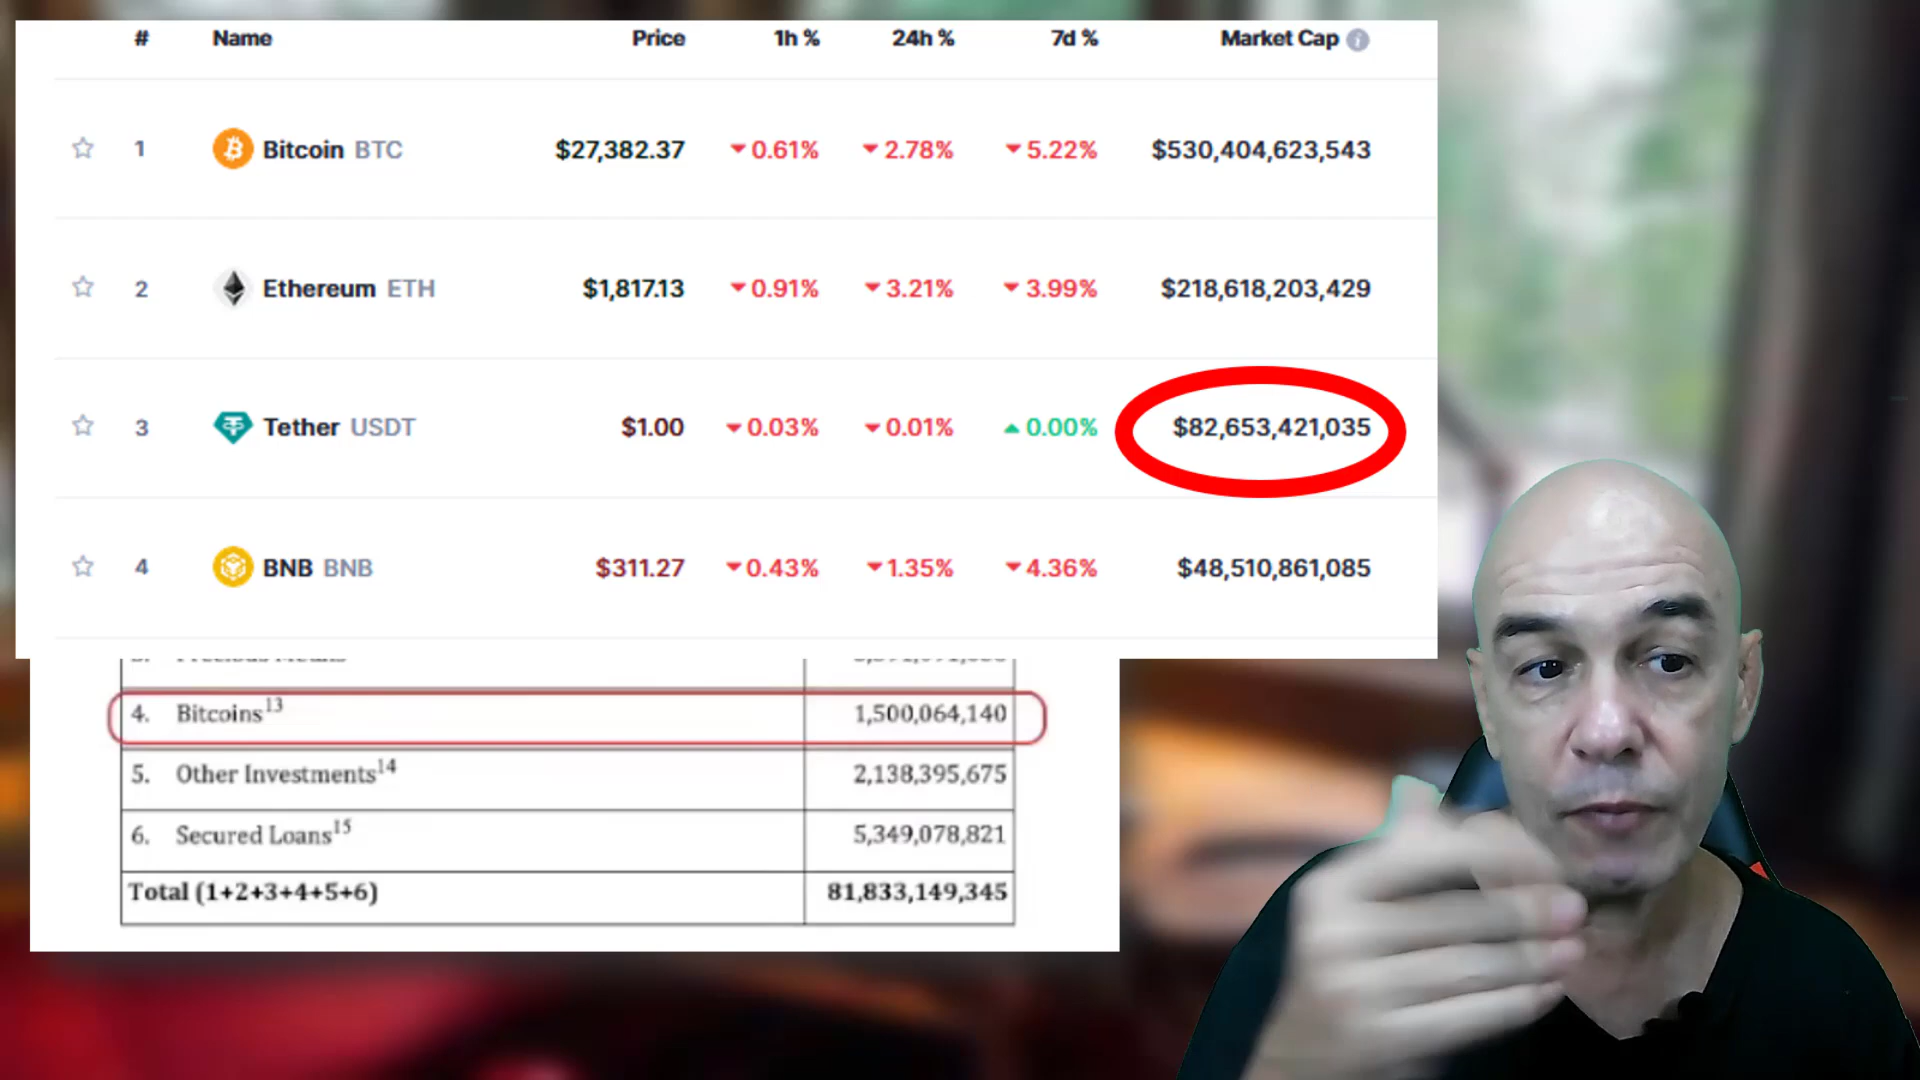 # Name Price 1h % 24h % 7d % Market Cap
1 Bitcoin BTC $27,382.37 0.61% 2.78% 5.22% $530,404,623,543
2 Ethereum ETH $1,817.13 0.91% 3.21% 3.99% $218,618,203,429
3 Tether USDT $1.00 0.03% 0.01% 0.00% $82,653,421,035
4 BNB BNB $311.27 0.43% 1.35% 4.36% $48,510,861,085
4. Bitcoins13 1,500,064,140
5. Other Investments14 2,138,395,675
6. Secured Loans15 5,349,078,821
Total (1+2+3+4+5+6) 81,833,149,345